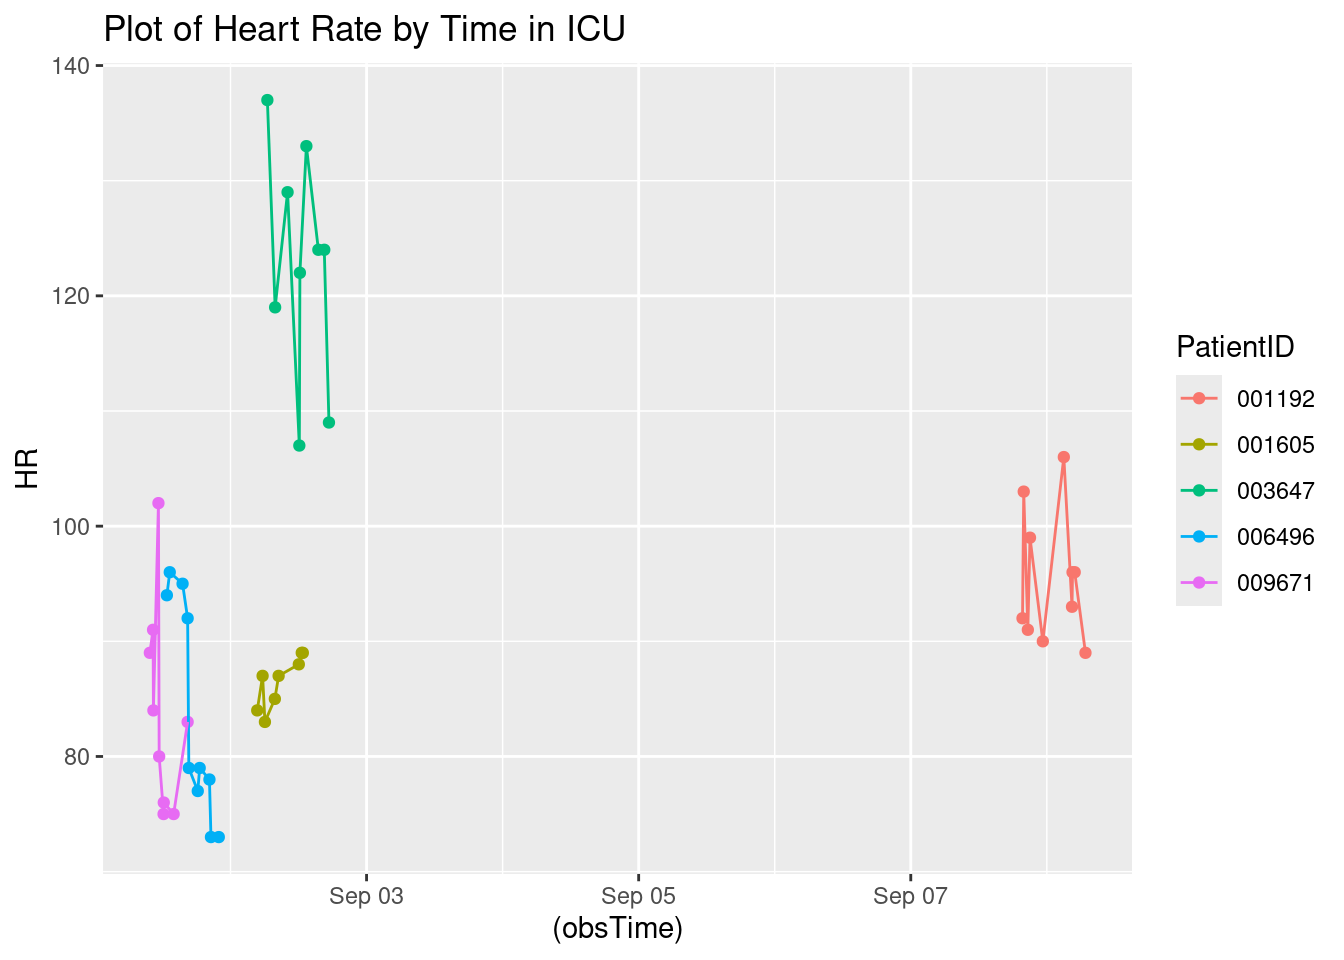 Plot of Heart Rate by Time in ICU
140
120
100
80
HR
Sep 03
Sep 05
Sep 07
(obsTime)
PatientID
001192
001605
003647
006496
009671